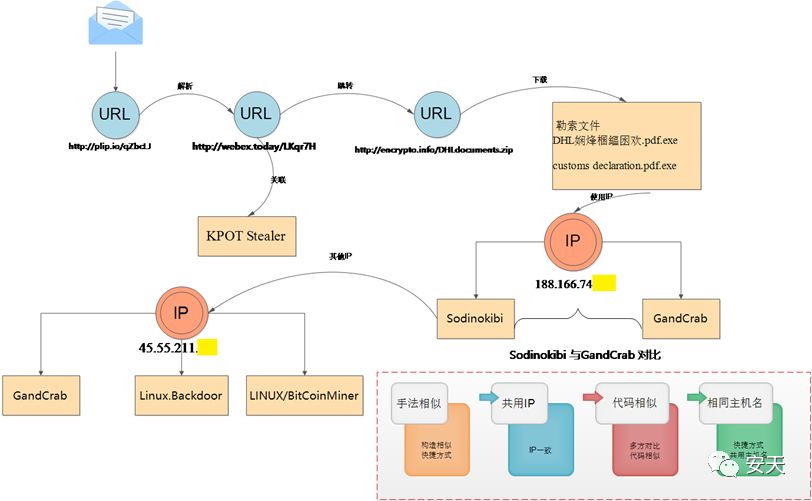 URL
http://plip.io/qZbcLJ
解析
URL
http://webex.today/LKqr7H
跳转
URL
http://encrypto.info/DHLdocuments.zip
下载
勒索文件
DHL娴烽梱緼囨欢.pdf.exe
customs declaration.pdf.exe
关联
KPOT Stealer
使用IP
IP
188.166.74
其他IP
Sodinokibi
GandCrab
IP
45.55.211.
Sodinokibi 与GandCrab 对比
GandCrab
Linux.Backdoor
LINUX/BitCoinMiner
手法相似
构造相似
快捷方式
共用IP
IP一致
代码相似
多方对比
代码相似
相同主机名
快捷方式
共用主机名
安天